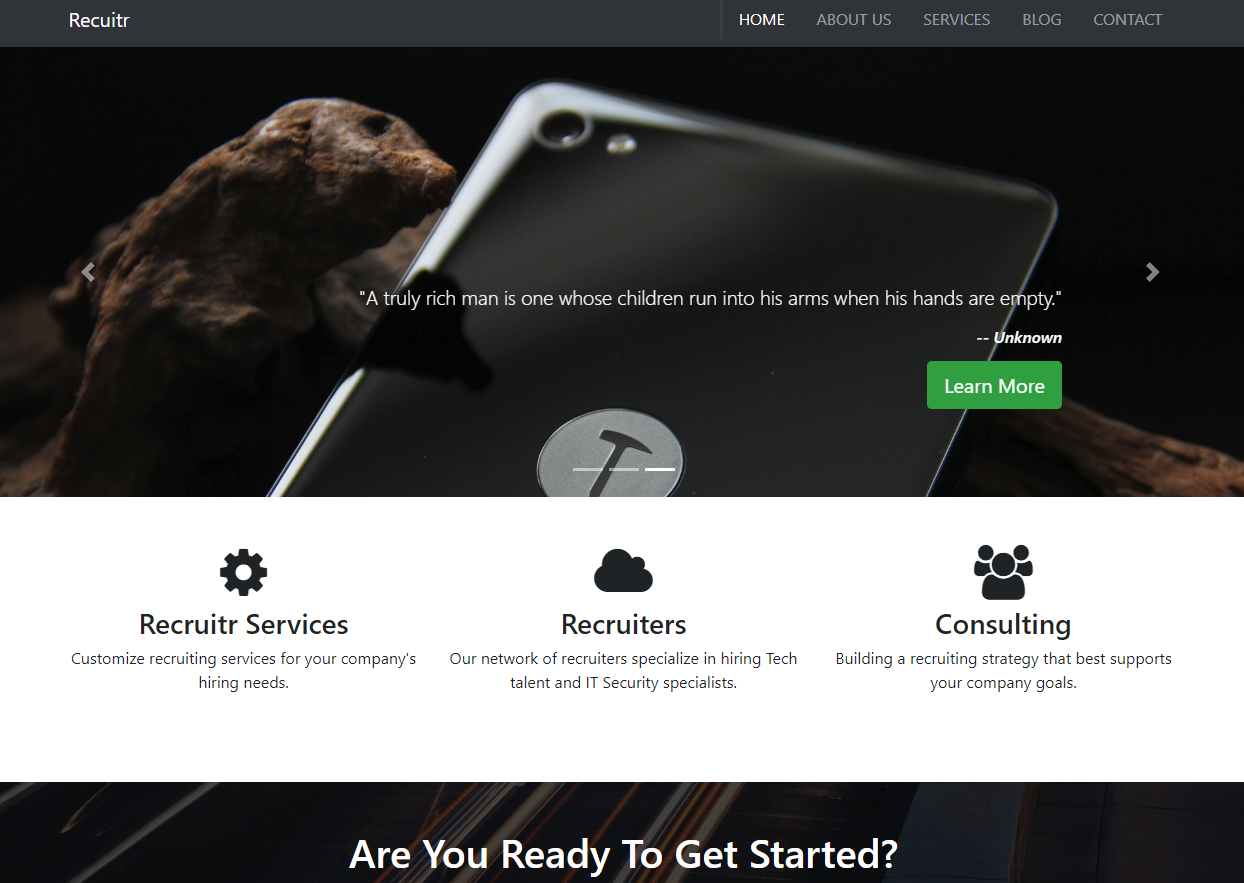 Recuitr
HOME
ABOUT US
SERVICES
BLOG
CONTACT
"A truly rich man is one whose children run into his arms when his hands are empty."
-- Unknown
Learn More
Recruitr Services
Customize recruiting services for your company's
hiring needs.
Recruiters
Our network of recruiters specialize in hiring Tech
talent and IT Security specialists.
Consulting
Building a recruiting strategy that best supports
your company goals.
Are You Ready To Get Started?